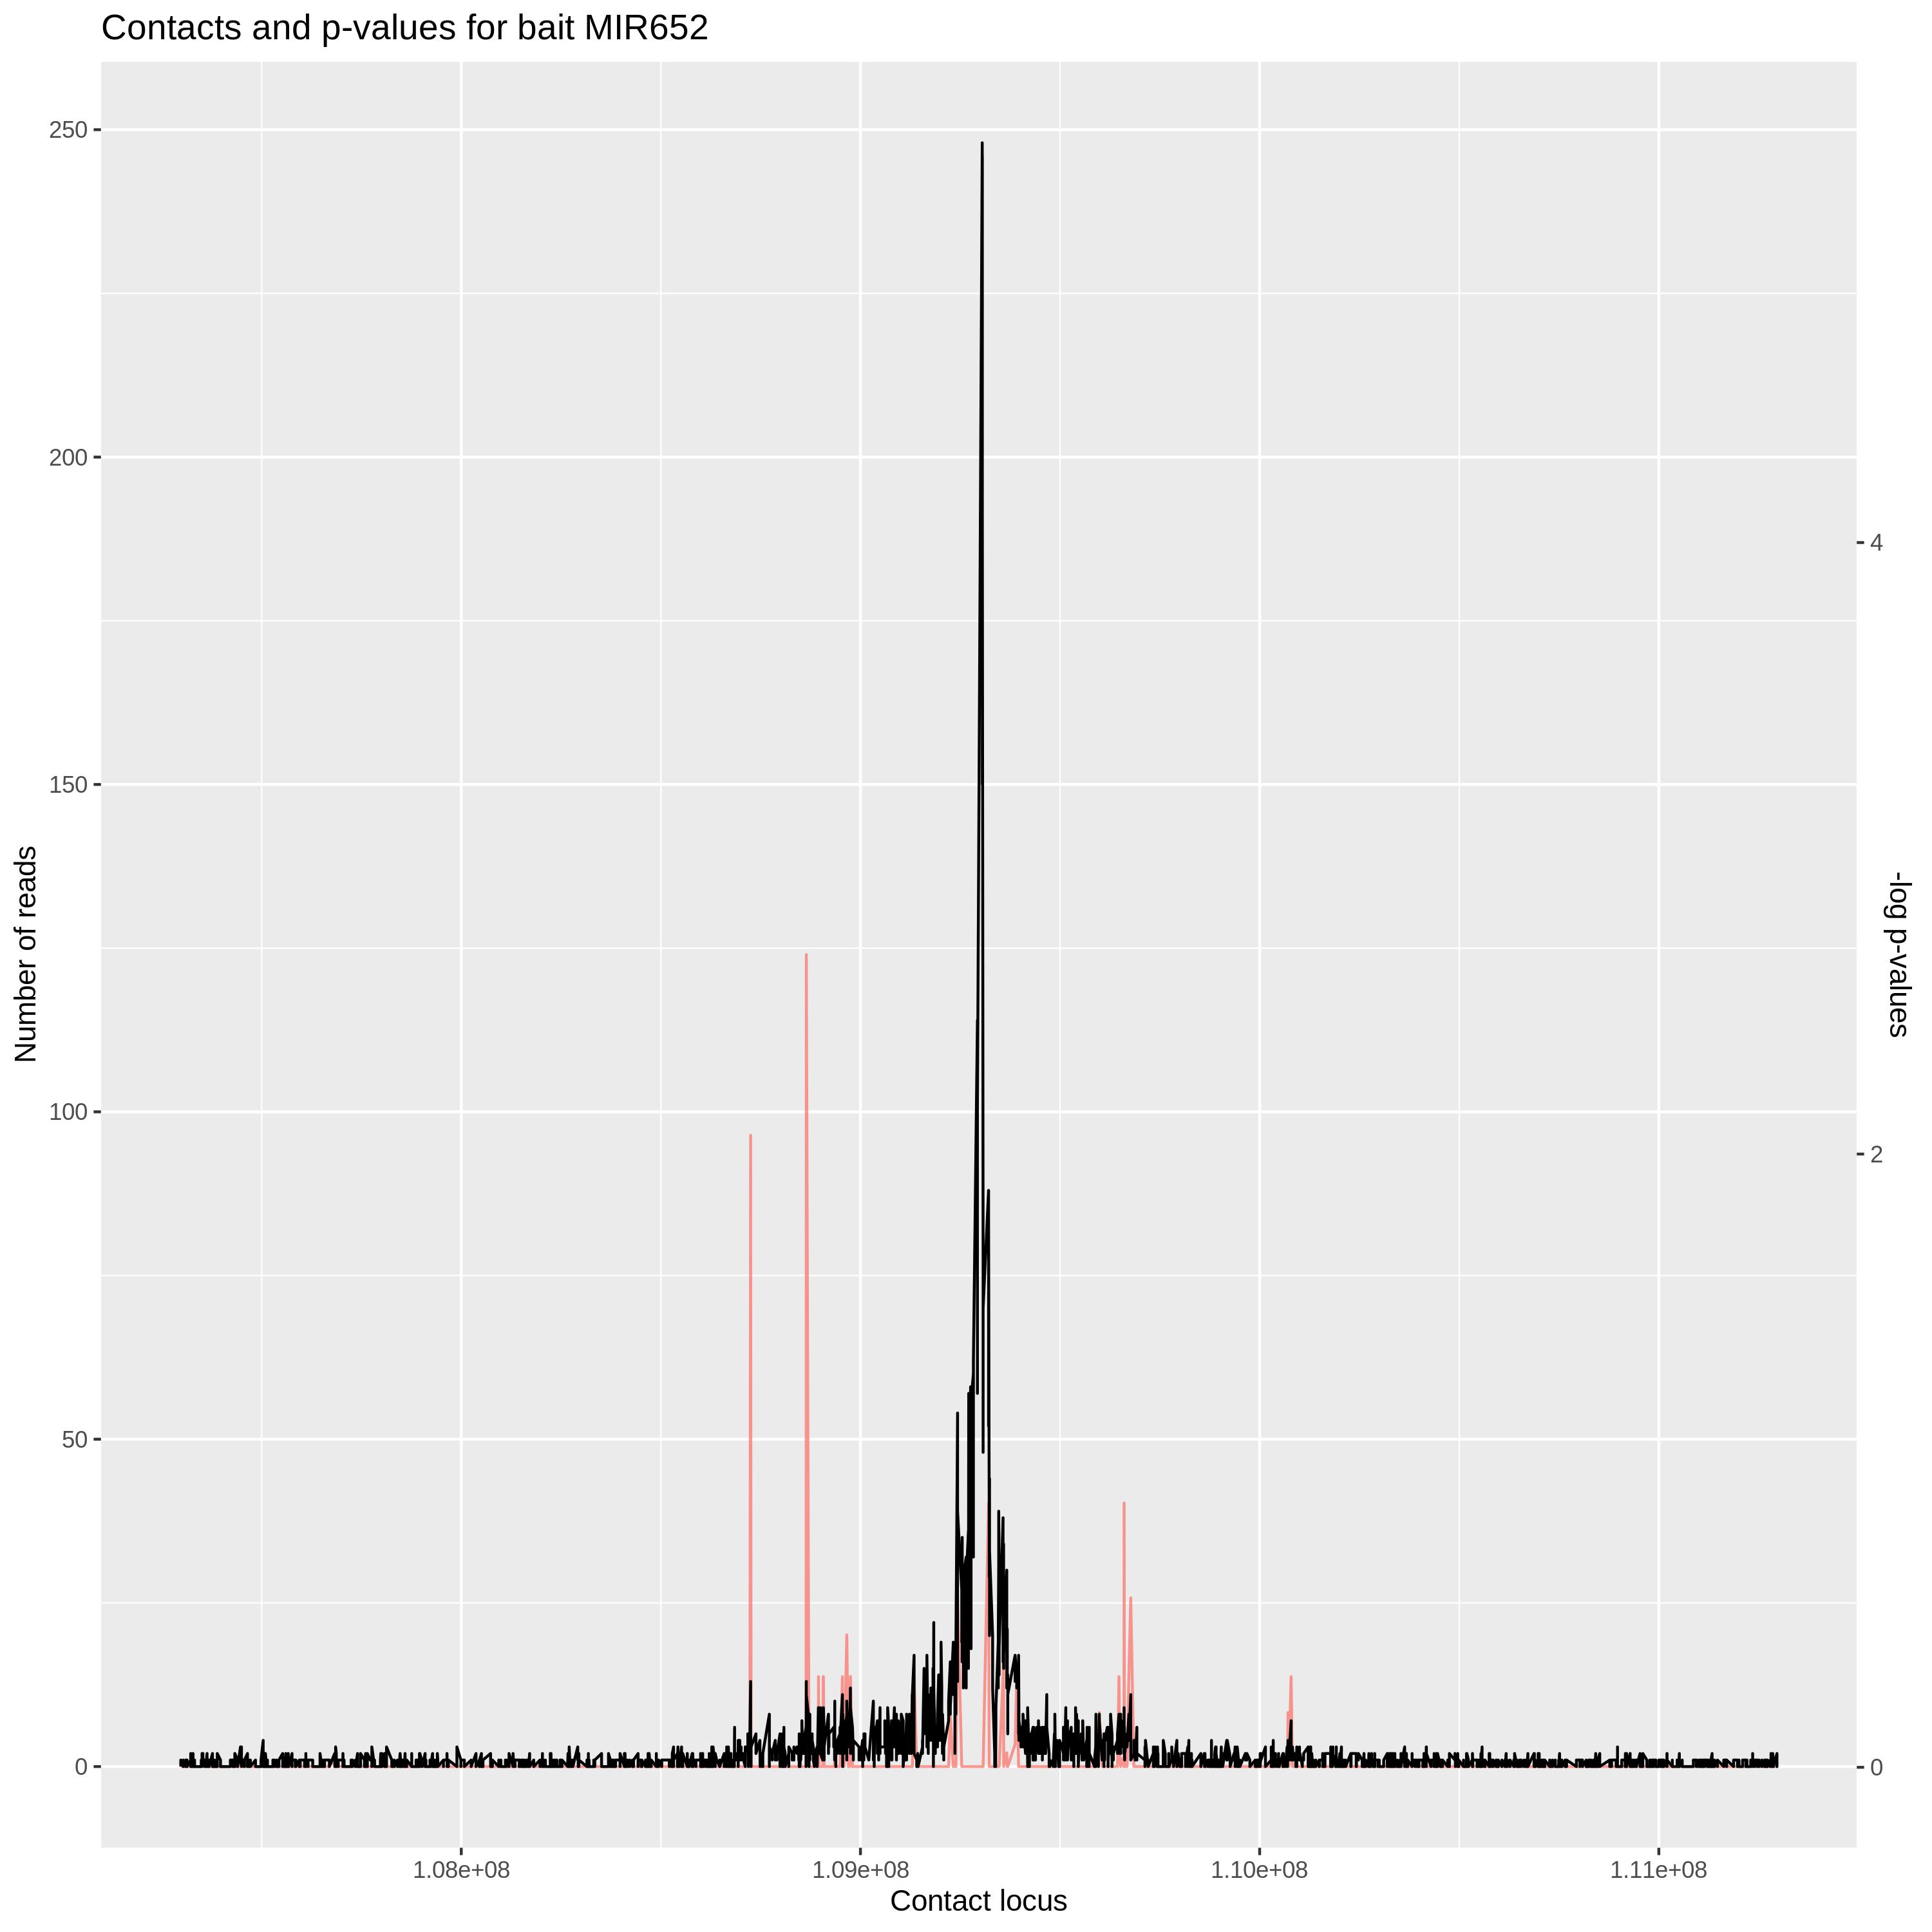 Contacts and p-values for bait MIR652
250
200
150
100
50
0
Number of reads
4
2
0
-log p-values
1.08e+08
1.09e+08
1.10e+08
1.11e+08
Contact locus